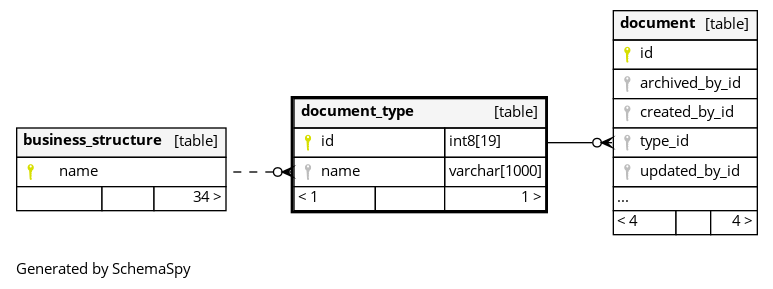 document [table]
id
archived_by_id
created_by_id
type_id
updated_by_id
...
< 4 4 >
document_type [table]
id int8[19]
name varchar[1000]
< 1 1 >
business_structure [table]
name
34 >
Generated by SchemaSpy